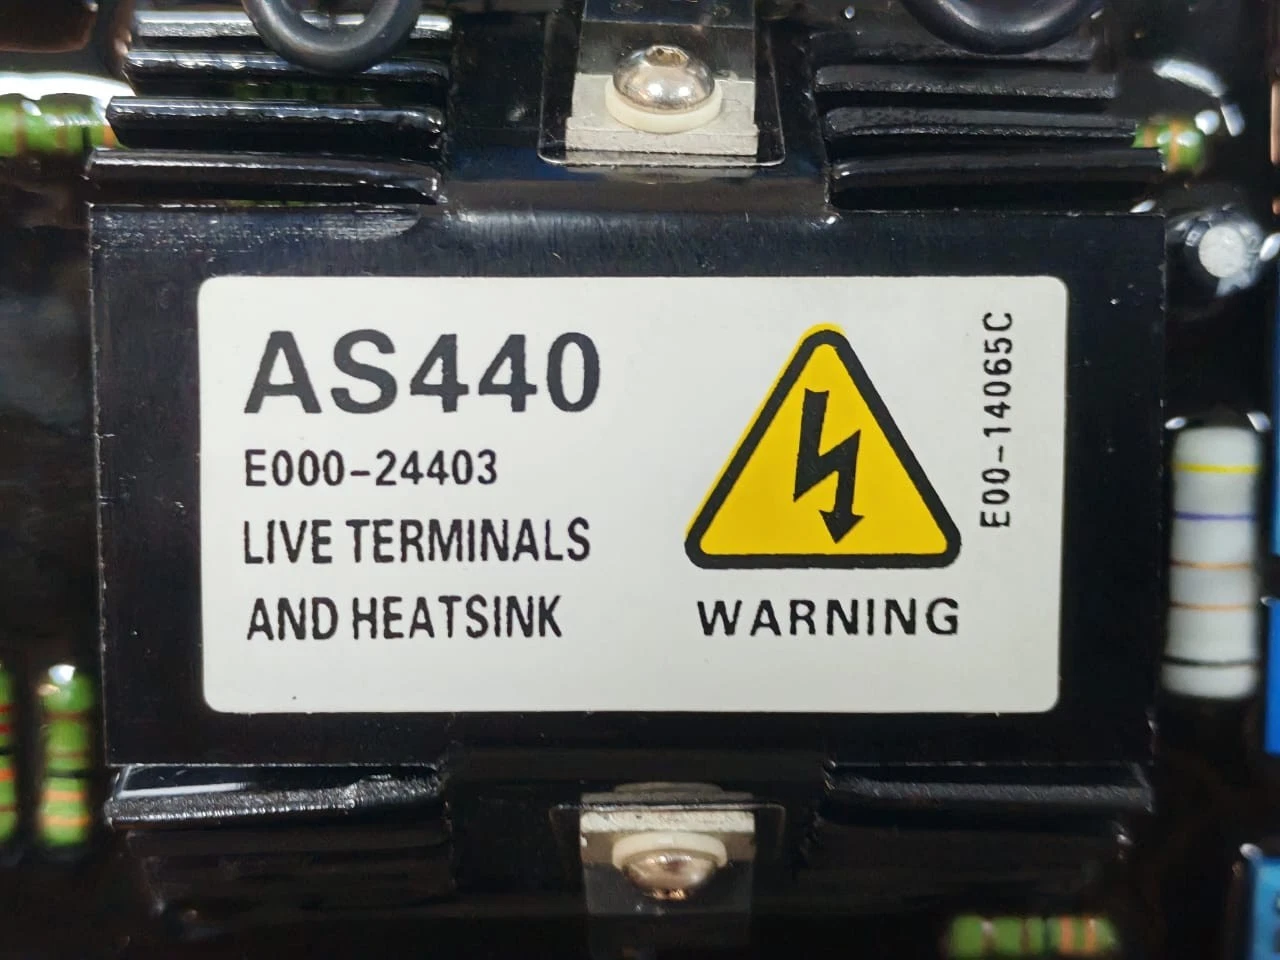 AS440
E000-24403
LIVE TERMINALS
AND HEATSINK
WARNING
E00-14065C